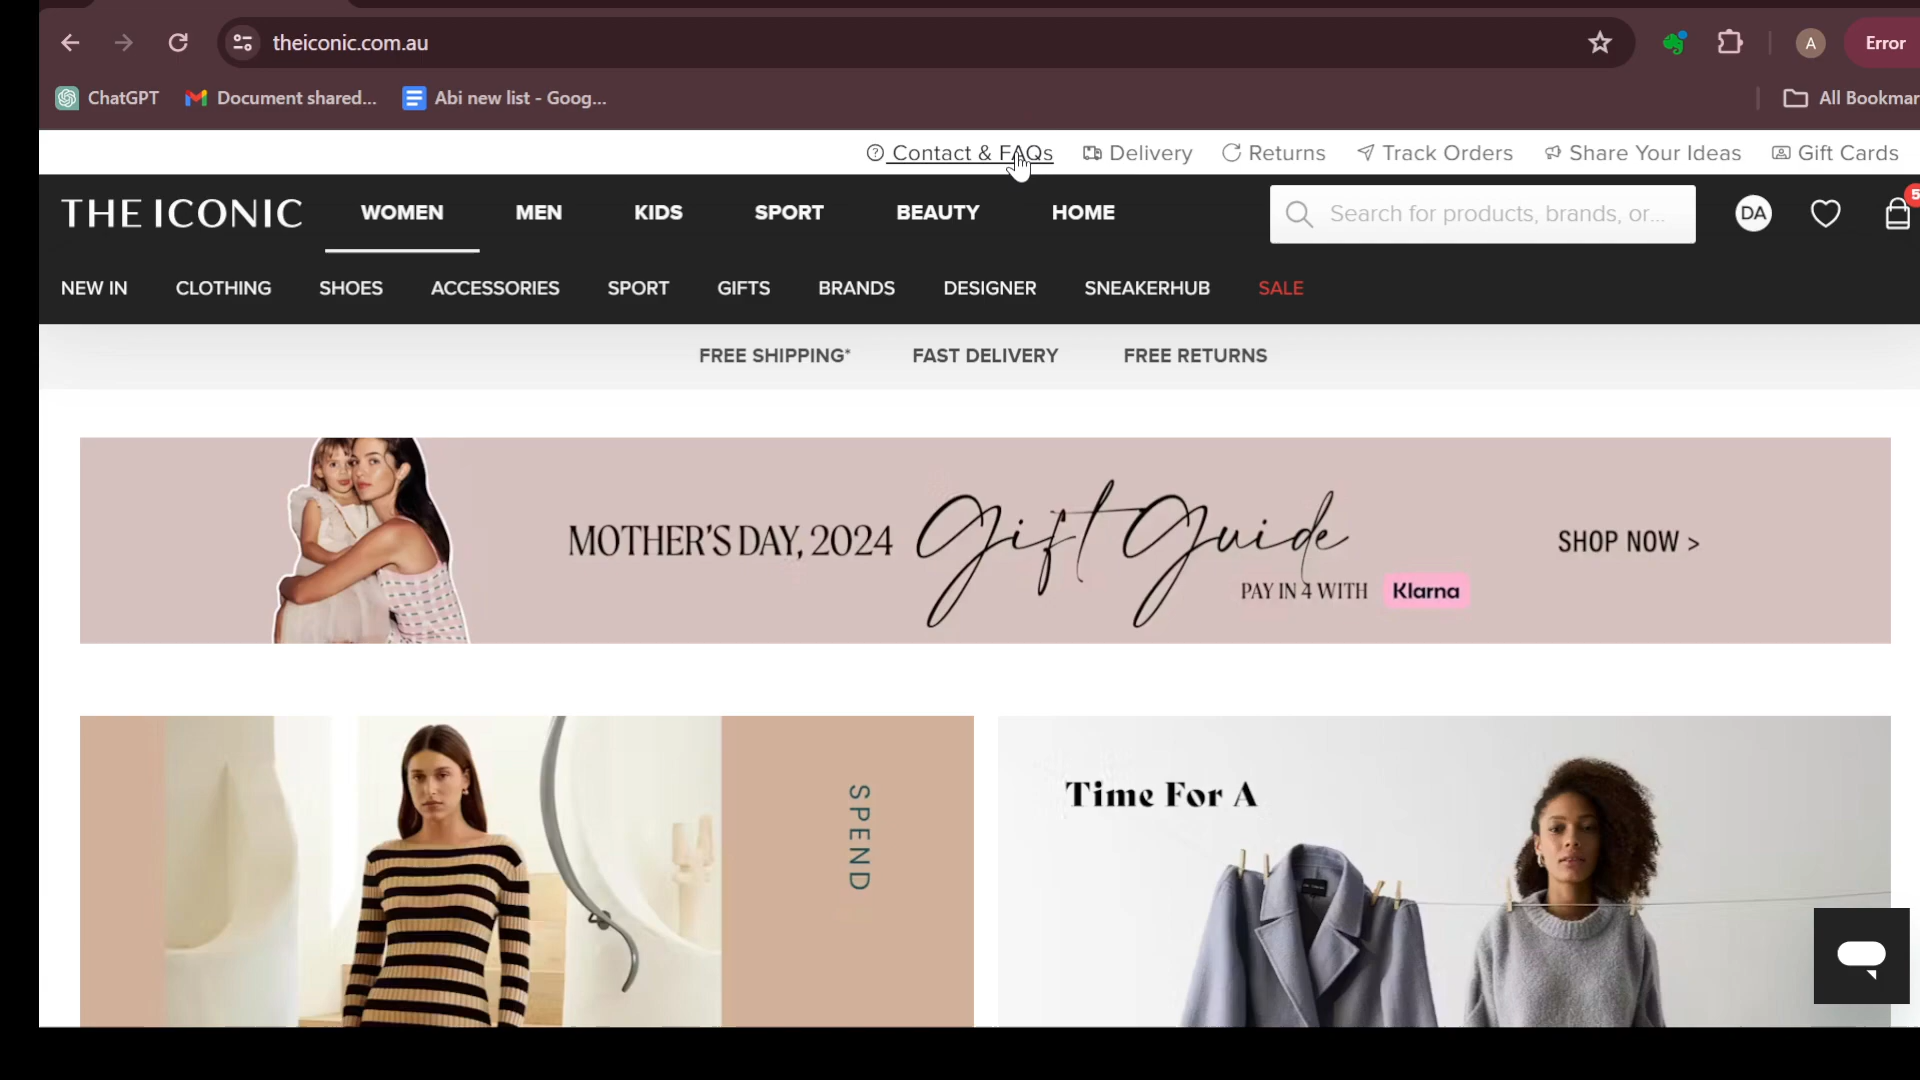 theiconic.com.au
A
Error
ChatGPT
Document shared...
Abi new list - Goog...
Contact & FAQs
Delivery
Returns
Track Orders
Share Your Ideas
Gift Cards
THE ICONIC
WOMEN
MEN
KIDS
SPORT
BEAUTY
HOME
Search for products, brands, or...
DA
5
NEW IN
CLOTHING
SHOES
ACCESSORIES
SPORT
GIFTS
BRANDS
DESIGNER
SNEAKERHUB
SALE
FREE SHIPPING*
FAST DELIVERY
FREE RETURNS
MOTHER'S DAY, 2024 Gift Guide
SHOP NOW >
PAY IN 4 WITH Klarna
SPEND
Time For A